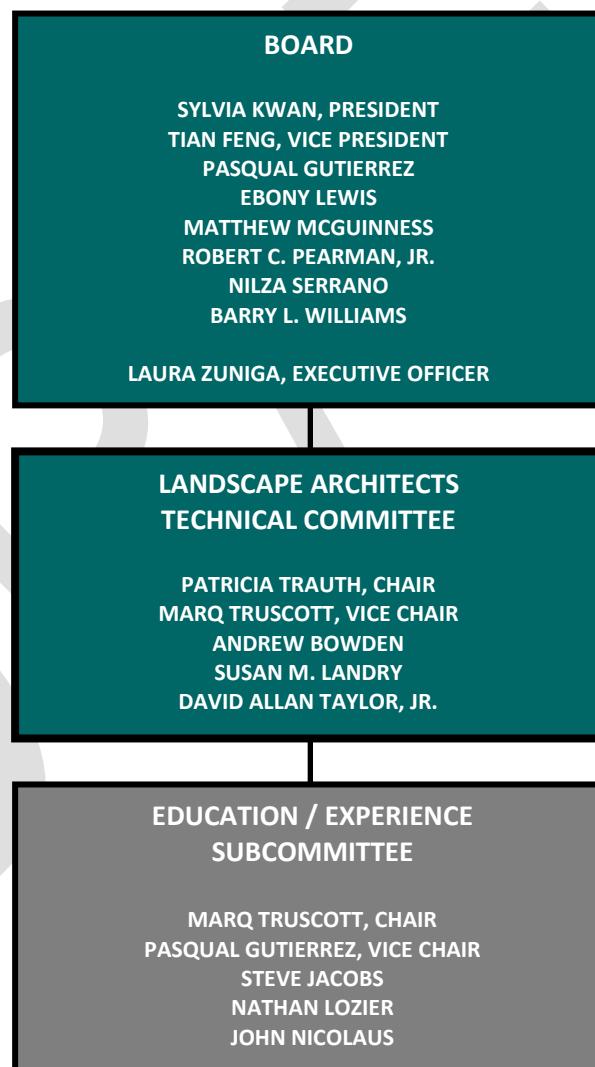 BOARD
SYLVIA KWAN, PRESIDENT
TIAN FENG, VICE PRESIDENT
PASQUAL GUTIERREZ
EBONY LEWIS
MATTHEW MCGUINNESS
ROBERT C. PEARMAN, JR.
NILZA SERRANO
BARRY L. WILLIAMS
LAURA ZUNIGA, EXECUTIVE OFFICER
LANDSCAPE ARCHITECTS
TECHNICAL COMMITTEE
PATRICIA TRAUTH, CHAIR
MARQ TRUSCOTT, VICE CHAIR
ANDREW BOWDEN
SUSAN M. LANDRY
DAVID ALLAN TAYLOR, JR.
EDUCATION / EXPERIENCE
SUBCOMMITTEE
MARQ TRUSCOTT, CHAIR
PASQUAL GUTIERREZ, VICE CHAIR
STEVE JACOBS
NATHAN LOZIER
JOHN NICOLAUS